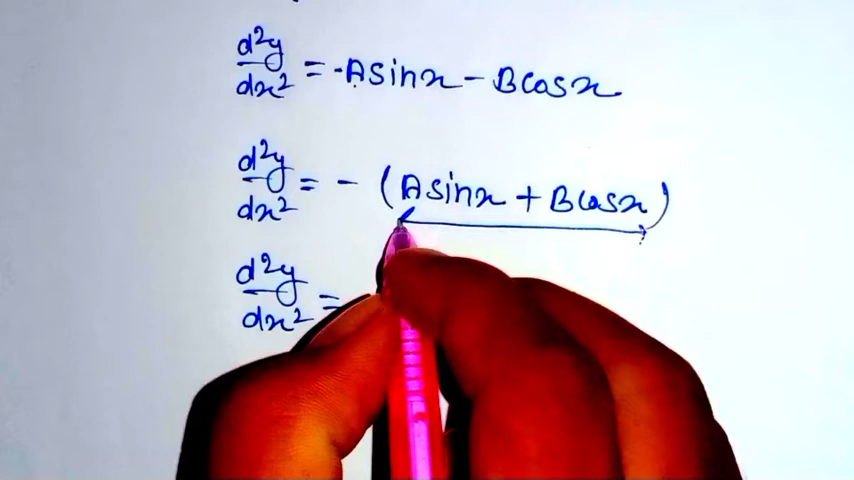 d²y/dx² = -Asinx - Bcosx
d²y/dx² = - (Asinx + Bcosx)
d²y/dx² =